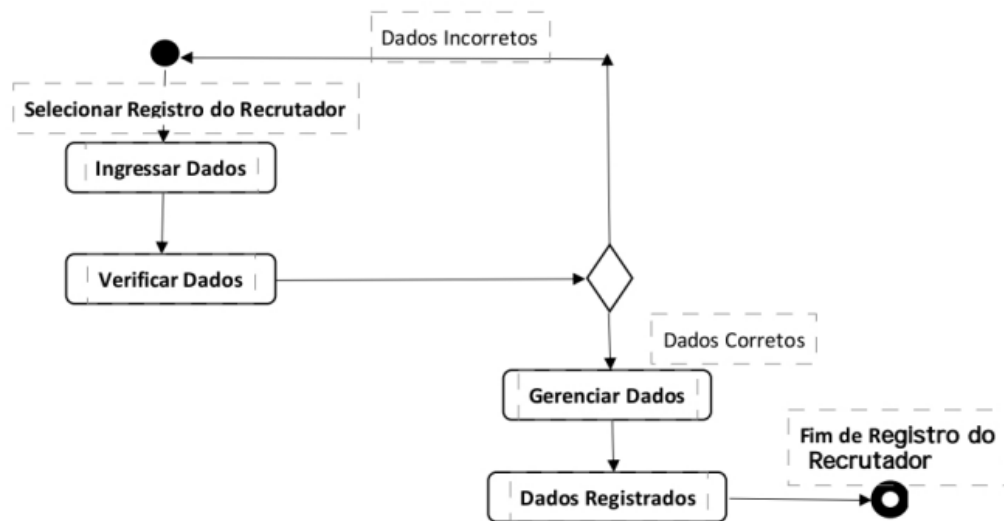 Dados Incorretos
Selecionar Registro do Recrutador
Ingressar Dados
Verificar Dados
Dados Corretos
Gerenciar Dados
Fim de Registro do
Recrutador
Dados Registrados